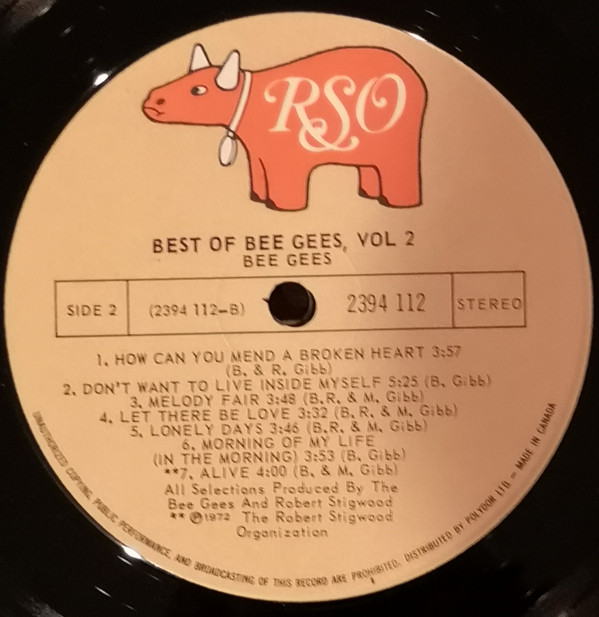 RSO
BEST OF BEE GEES, VOL 2
BEE GEES
SIDE 2
(2394 112-B)
2394 112
STEREO
1. HOW CAN YOU MEND A BROKEN HEART 3:57
(B. & R. Gibb)
2. DON'T WANT TO LIVE INSIDE MYSELF 5:25 (B. Gibb)
3. MELODY FAIR 3:48 (B.R. & M. Gibb)
4. LET THERE BE LOVE 3:32 (B.R. & M. Gibb)
5. LONELY DAYS 3:46 (B.R. & M. Gibb)
6. MORNING OF MY LIFE
(IN THE MORNING) 3:53 (B. Gibb)
**7. ALIVE 4:00 (B. & M. Gibb)
All Selections Produced By The
Bee Gees And Robert Stigwood
** ℗1972 The Robert Stigwood
Organization
UNAUTHORIZED COPYING, PUBLIC PERFORMANCE, AND BROADCASTING OF THIS RECORD ARE PROHIBITED. DISTRIBUTED BY POLYDOR LTD. - MADE IN CANADA